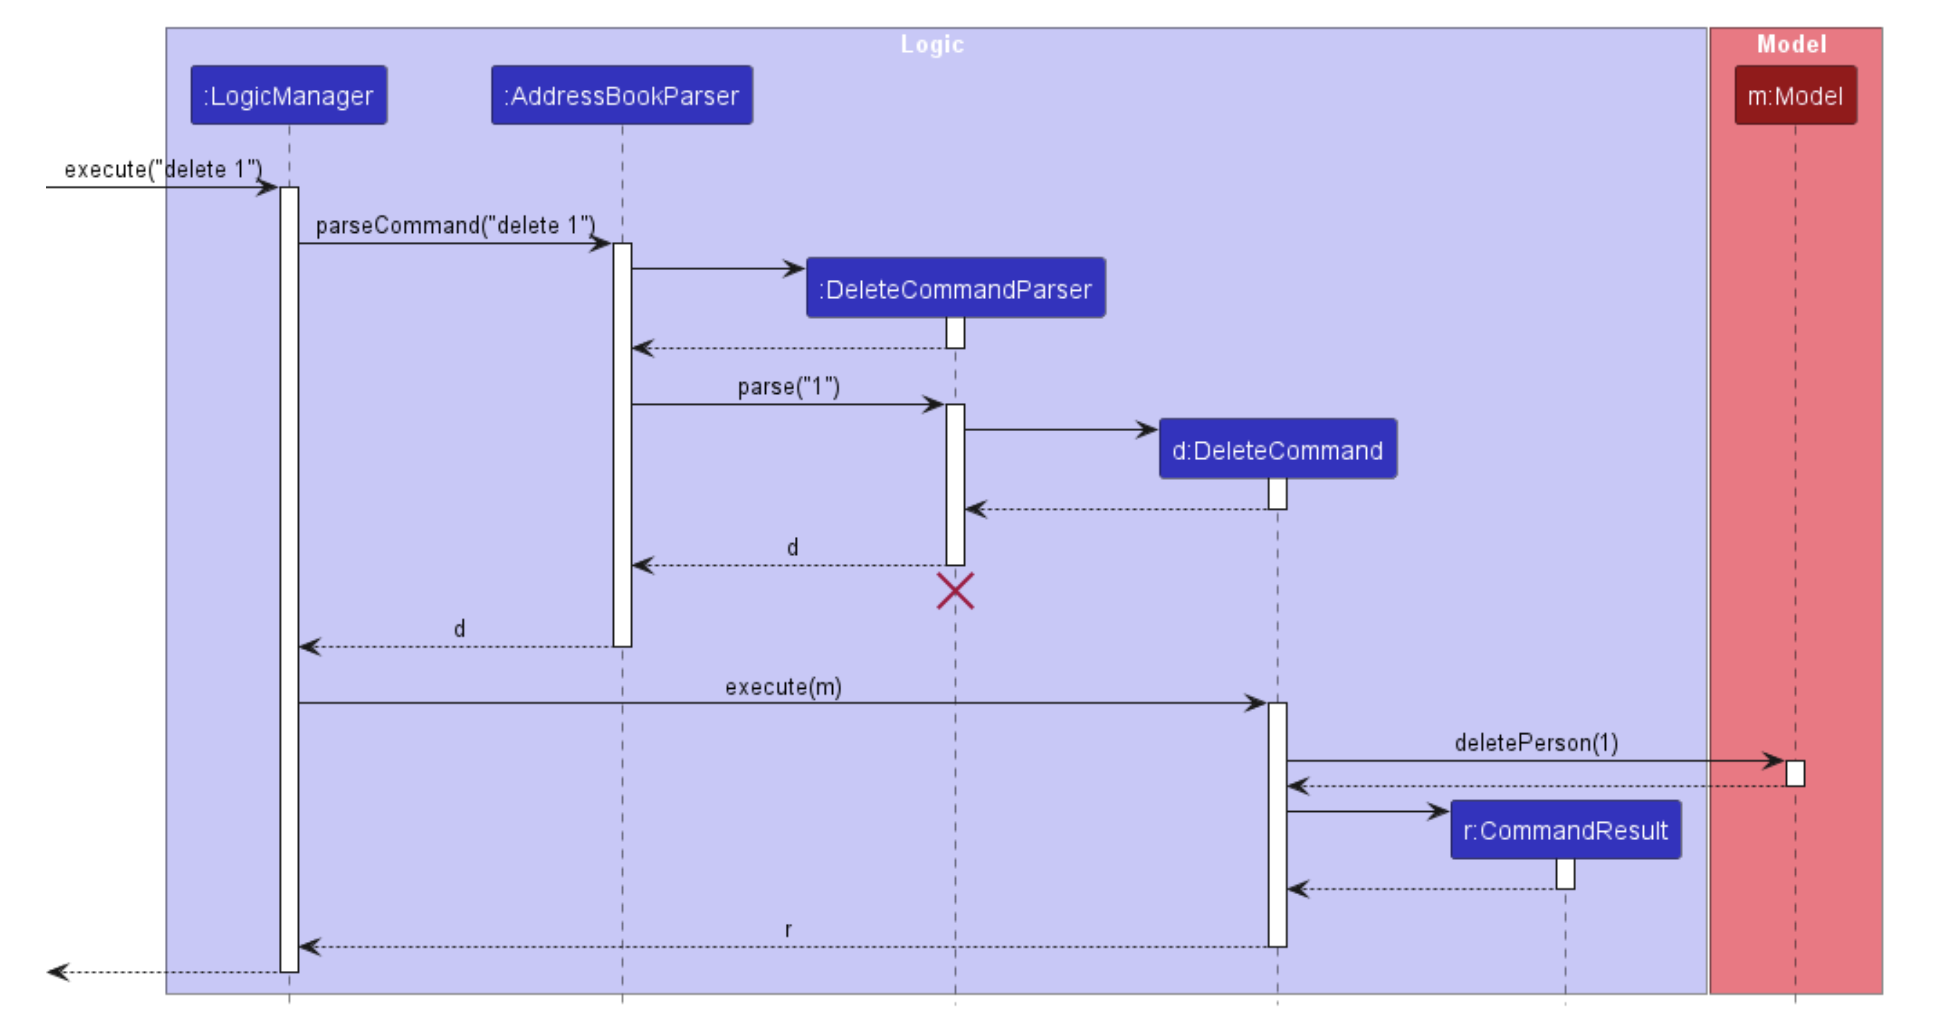 Logic
Model
:LogicManager
:AddressBookParser
m:Model
execute("delete 1")
parseCommand("delete 1")
:DeleteCommandParser
parse("1")
d:DeleteCommand
d
d
execute(m)
deletePerson(1)
r:CommandResult
r